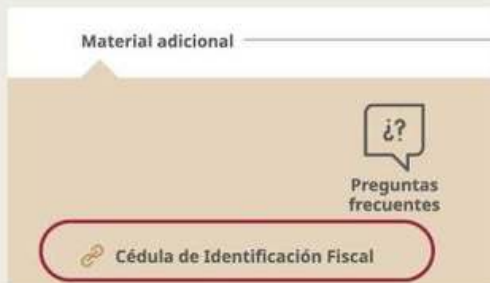 Material adicional
¿?
Preguntas
frecuentes
Cédula de Identificación Fiscal